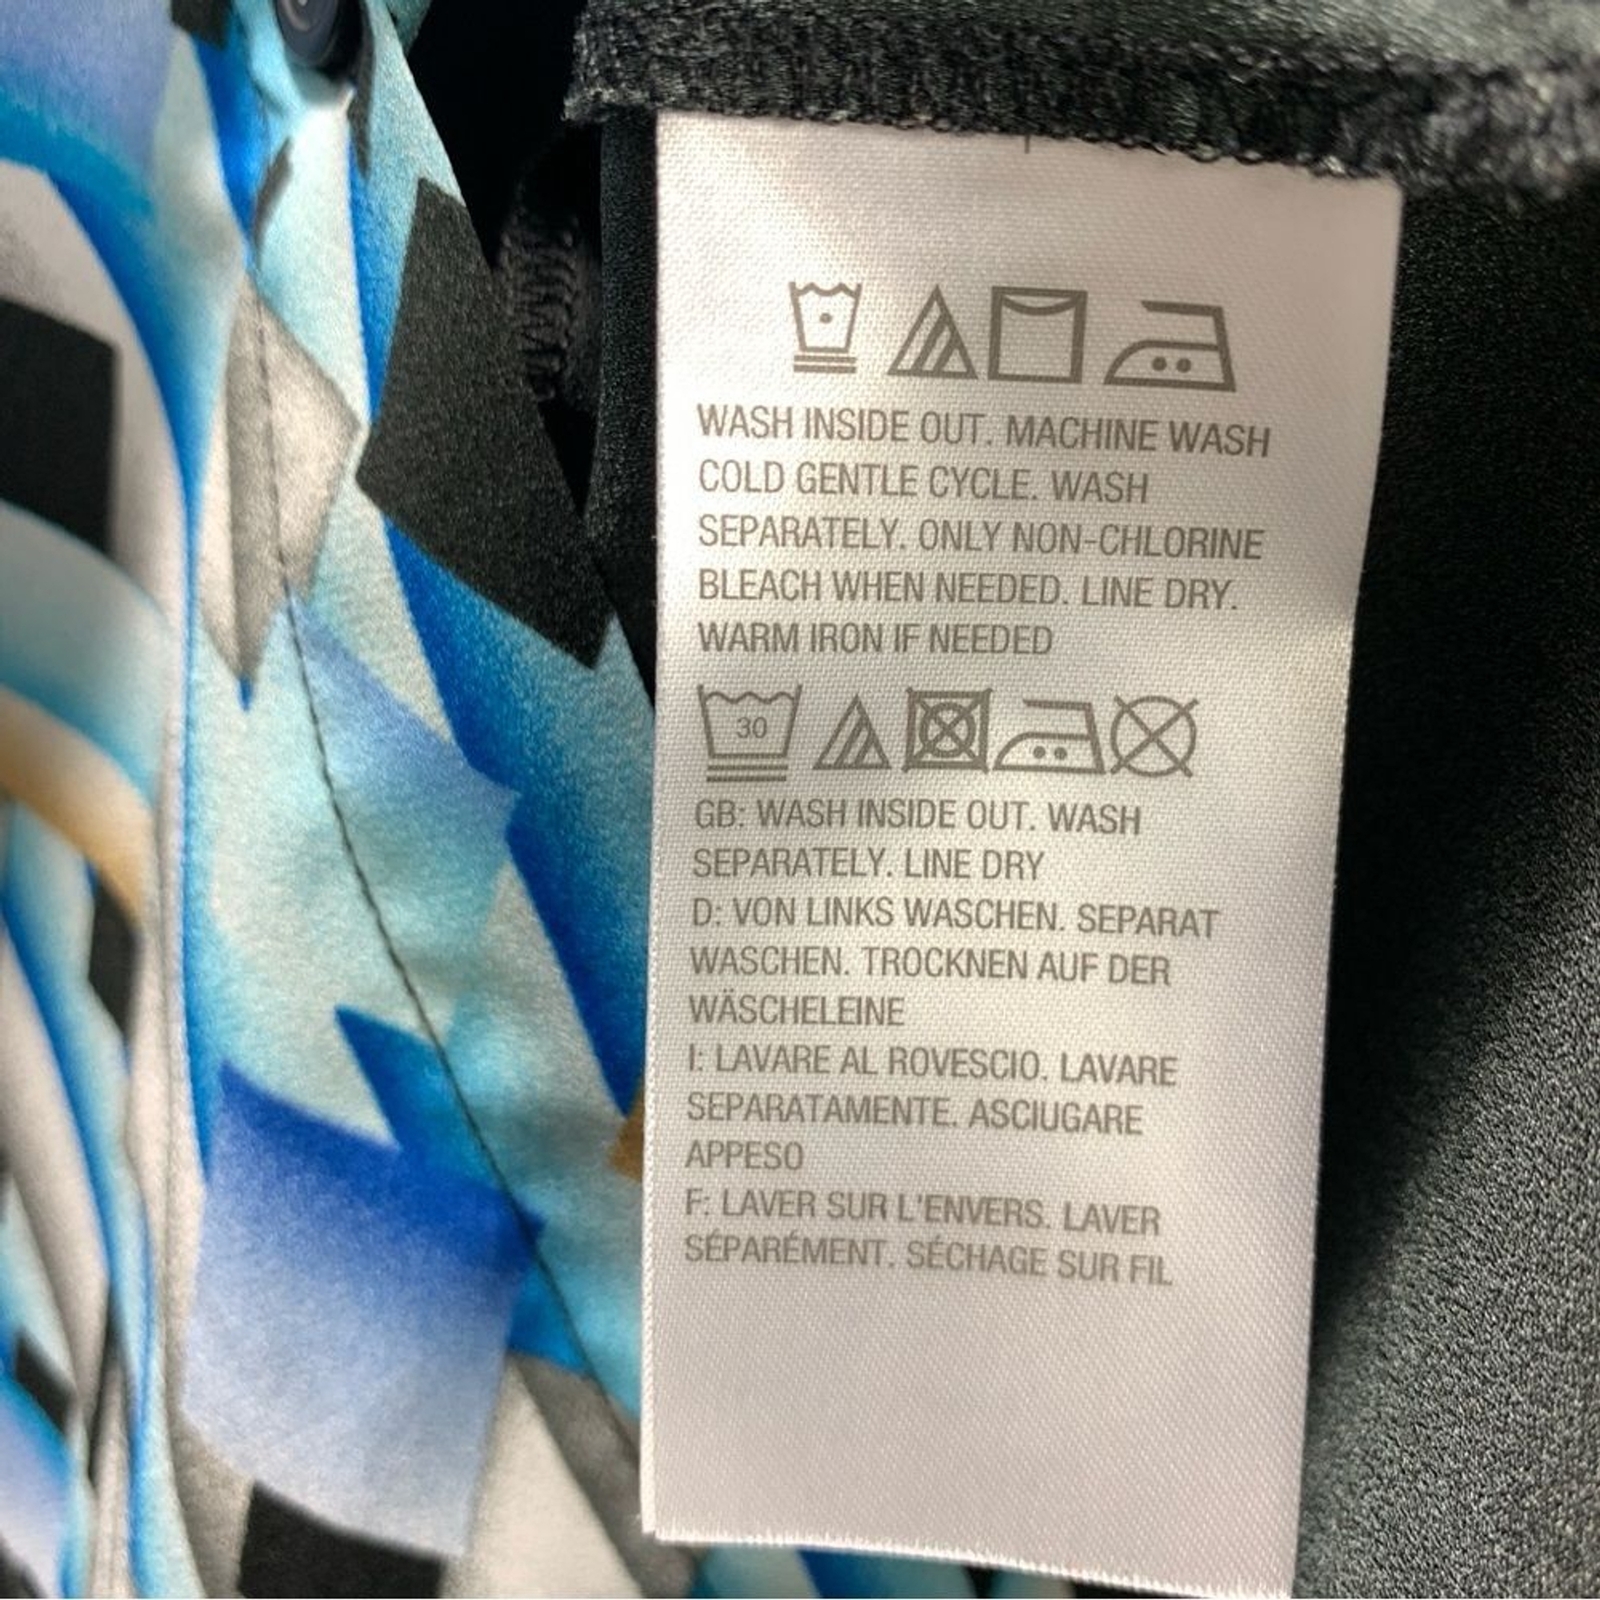 WASH INSIDE OUT. MACHINE WASH
COLD GENTLE CYCLE. WASH
SEPARATELY. ONLY NON-CHLORINE
BLEACH WHEN NEEDED. LINE DRY.
WARM IRON IF NEEDED
30
GB: WASH INSIDE OUT. WASH
SEPARATELY. LINE DRY
D: VON LINKS WASCHEN. SEPARAT
WASCHEN. TROCKNEN AUF DER
WÄSCHELEINE
I: LAVARE AL ROVESCIO. LAVARE
SEPARATAMENTE. ASCIUGARE
APPESO
F: LAVER SUR L'ENVERS. LAVER
SÉPARÉMENT. SÉCHAGE SUR FIL